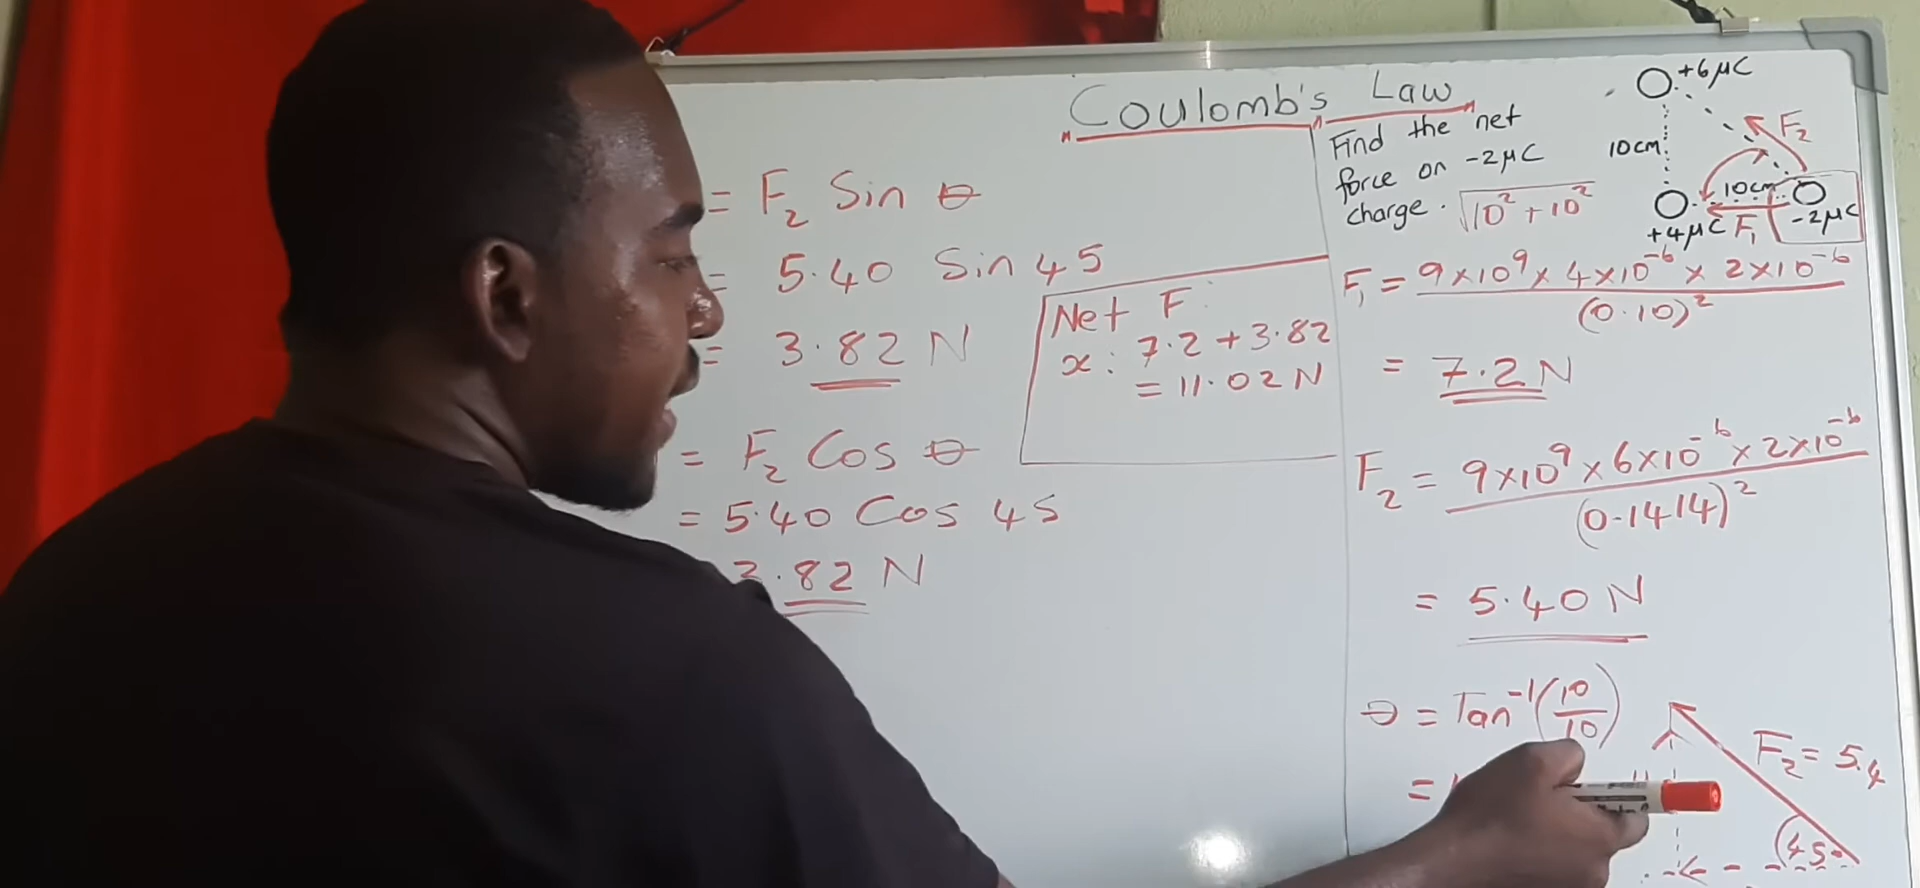 Coulomb's Law
= F₂ Sin θ
= 5.40 Sin 45
= 3.82 N
= F₂ Cos θ
= 5.40 Cos 45
3.82 N
Net F:
x: 7.2 + 3.82
= 11.02 N
Find the net
force on -2μC
charge. √10² + 10²
+6μC
F₂
10cm
10cm
+4μC
F₁
-2μC
F₁ = 9×10⁹ × 4×10⁻⁶ × 2×10⁻⁶
(0.10)²
= 7.2N
F₂ = 9×10⁹ × 6×10⁻⁶ × 2×10⁻⁶
(0.1414)²
= 5.40 N
θ = Tan⁻¹(10/10)
=
F₂ = 5.4
45°